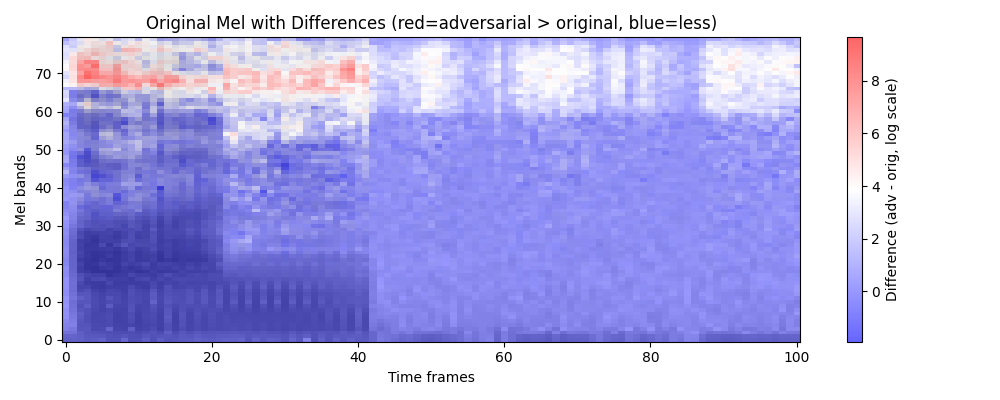 Original Mel with Differences (red=adversarial > original, blue=less)
Mel bands
70
60
50
40
30
20
10
0
0 20 40 60 80 100
Time frames
8
6
4
2
0
Difference (adv - orig, log scale)